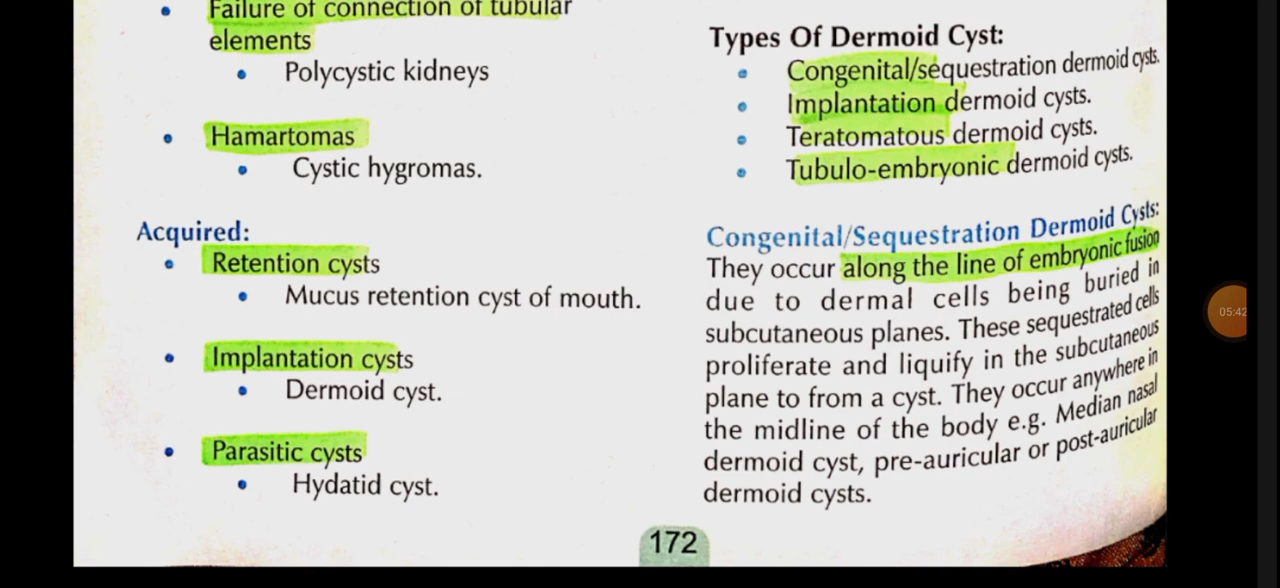 Failure of connection of tubular
elements
Polycystic kidneys
Hamartomas
Cystic hygromas.
Acquired:
Retention cysts
Mucus retention cyst of mouth.
Implantation cysts
Dermoid cyst.
Parasitic cysts
Hydatid cyst.
Types Of Dermoid Cyst:
Congenital/sequestration dermoid cysts.
Implantation dermoid cysts.
Teratomatous dermoid cysts.
Tubulo-embryonic dermoid cysts.
Congenital/Sequestration Dermoid Cysts:
They occur along the line of embryonic fusion
due to dermal cells being buried in
subcutaneous planes. These sequestrated cells
proliferate and liquify in the subcutaneous
plane to from a cyst. They occur anywhere in
the midline of the body e.g. Median nasal
dermoid cyst, pre-auricular or post-auricular
dermoid cysts.
172
05:42